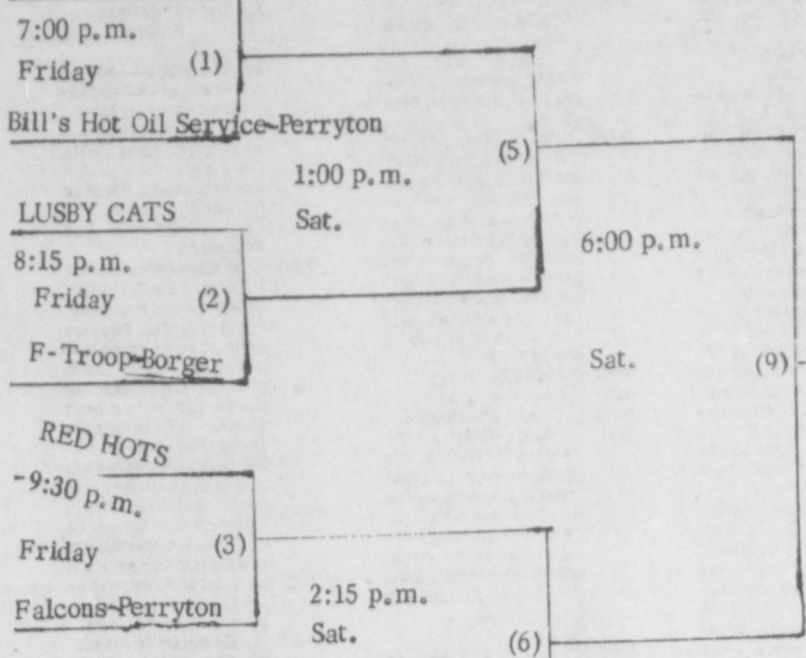 7:00 p.m.
Friday (1)
Bill's Hot Oil Service-Perryton
(5)
1:00 p.m.
Sat.
LUSBY CATS
8:15 p.m.
Friday (2)
F-Troop-Borger
6:00 p.m.
Sat. (9)
RED HOTS
-9:30 p.m.
Friday (3)
Falcons-Perryton
2:15 p.m.
Sat. (6)